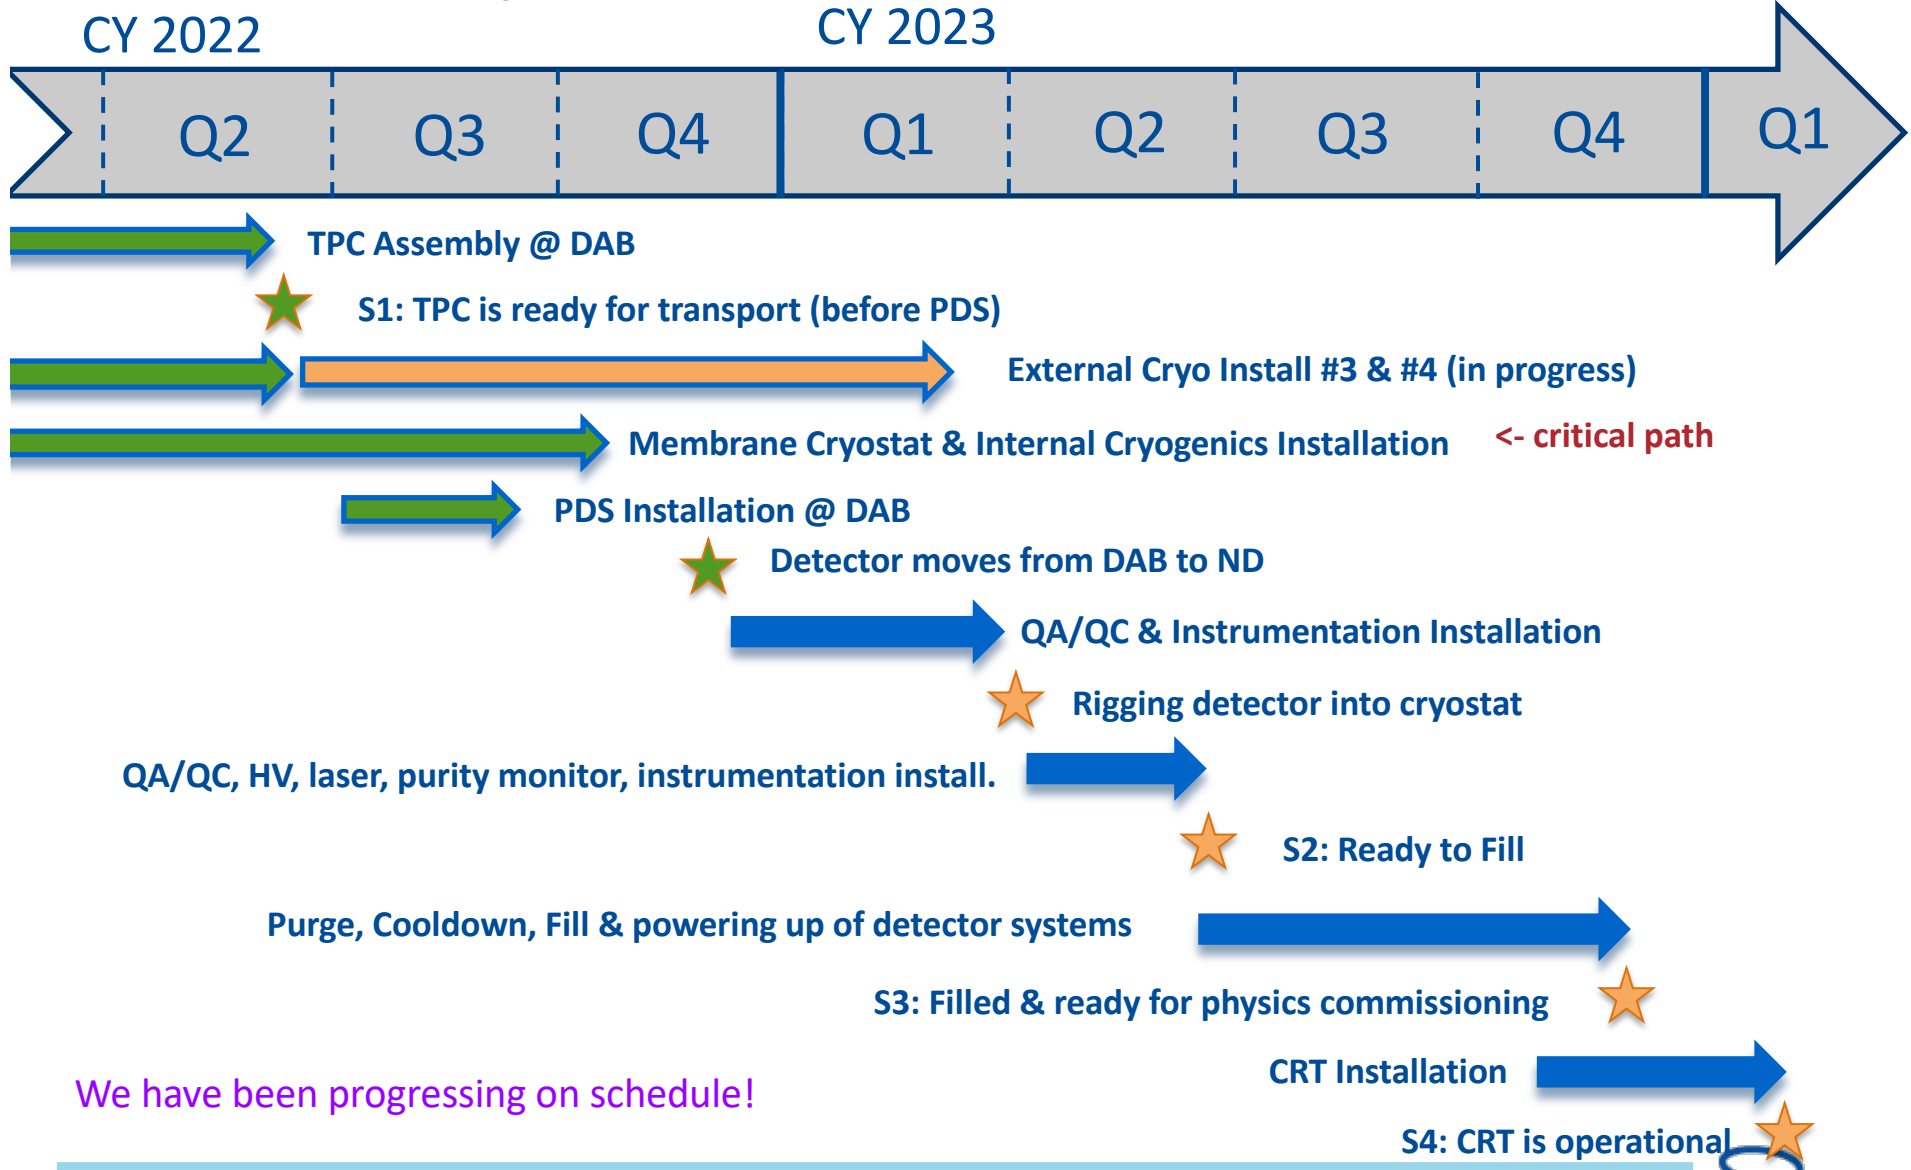 CY 2022
CY 2023
Q2
Q3
Q4
Q1
Q2
Q3
Q4
Q1
TPC Assembly @ DAB
S1: TPC is ready for transport (before PDS)
External Cryo Install #3 & #4 (in progress)
Membrane Cryostat & Internal Cryogenics Installation
<- critical path
PDS Installation @ DAB
Detector moves from DAB to ND
QA/QC & Instrumentation Installation
Rigging detector into cryostat
QA/QC, HV, laser, purity monitor, instrumentation install.
S2: Ready to Fill
Purge, Cooldown, Fill & powering up of detector systems
S3: Filled & ready for physics commissioning
CRT Installation
We have been progressing on schedule!
S4: CRT is operational